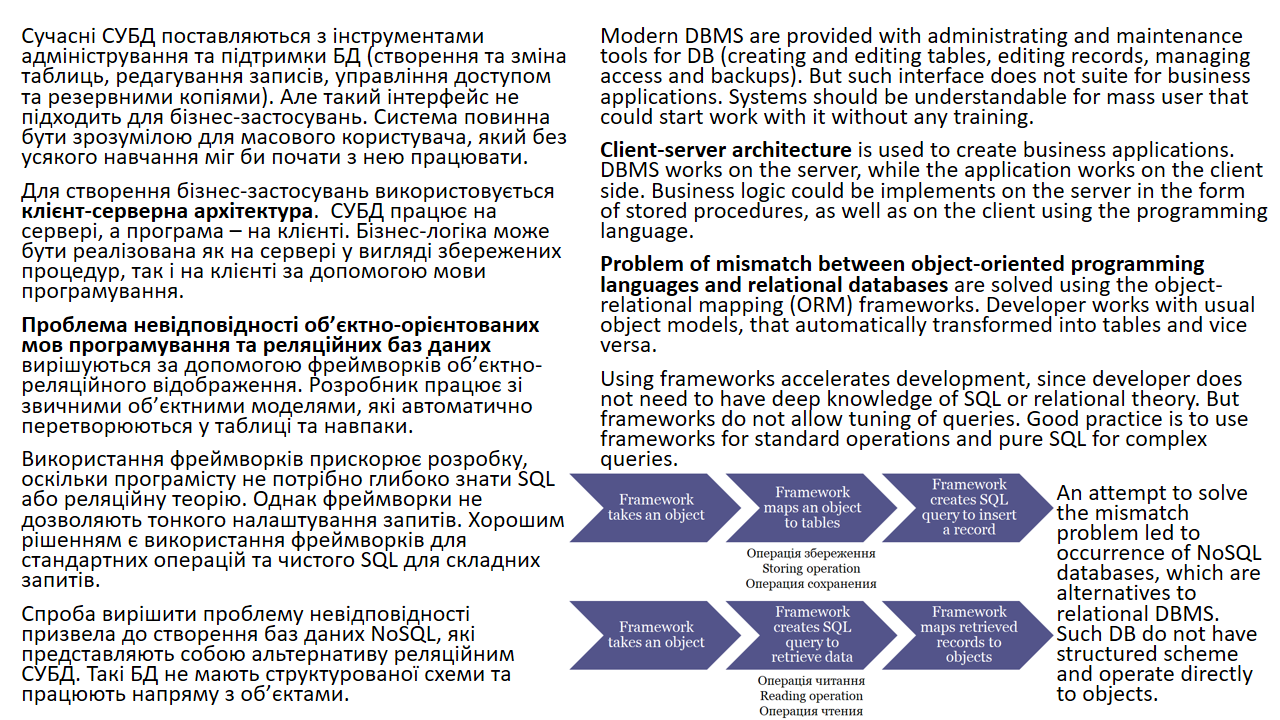 Сучасні СУБД поставляються з інструментами
адміністрування та підтримки БД (створення та зміна
таблиць, редагування записів, управління доступом
та резервними копіями). Але такий інтерфейс не
підходить для бізнес-застосувань. Система повинна
бути зрозумілою для масового користувача, який без
усякого навчання міг би почати з нею працювати.
Для створення бізнес-застосувань використовується
клієнт-серверна архітектура.  СУБД працює на
сервері, а програма – на клієнті. Бізнес-логіка може
бути реалізована як на сервері у вигляді збережених
процедур, так і на клієнті за допомогою мови
програмування.
Проблема невідповідності об’єктно-орієнтованих
мов програмування та реляційних баз даних
вирішуються за допомогою фреймворків об’єктно-
реляційного відображення. Розробник працює зі
звичними об’єктними моделями, які автоматично
перетворюються у таблиці та навпаки.
Використання фреймворків прискорює розробку,
оскільки програмісту не потрібно глибоко знати SQL
або реляційну теорію. Однак фреймворки не
дозволяють тонкого налаштування запитів. Хорошим
рішенням є використання фреймворків для
стандартних операцій та чистого SQL для складних
запитів.
Спроба вирішити проблему невідповідності
призвела до створення баз даних NoSQL, які
представляють собою альтернативу реляційним
СУБД. Такі БД не мають структурованої схеми та
працюють напряму з об’єктами.
Modern DBMS are provided with administrating and maintenance
tools for DB (creating and editing tables, editing records, managing
access and backups). But such interface does not suite for business
applications. Systems should be understandable for mass user that
could start work with it without any training.
Client-server architecture is used to create business applications.
DBMS works on the server, while the application works on the client
side. Business logic could be implements on the server in the form
of stored procedures, as well as on the client using the programming
language.
Problem of mismatch between object-oriented programming
languages and relational databases are solved using the object-
relational mapping (ORM) frameworks. Developer works with usual
object models, that automatically transformed into tables and vice
versa.
Using frameworks accelerates development, since developer does
not need to have deep knowledge of SQL or relational theory. But
frameworks do not allow tuning of queries. Good practice is to use
frameworks for standard operations and pure SQL for complex
queries.
Framework
takes an object
Framework
maps an object
to tables
Framework
creates SQL
query to insert
a record
Операція збереження
Storing operation
Операция сохранения
Framework
takes an object
Framework
creates SQL
query to
retrieve data
Framework
maps retrieved
records to
objects
Операція читання
Reading operation
Операция чтения
An attempt to solve
the mismatch
problem led to
occurrence of NoSQL
databases, which are
alternatives to
relational DBMS.
Such DB do not have
structured scheme
and operate directly
to objects.